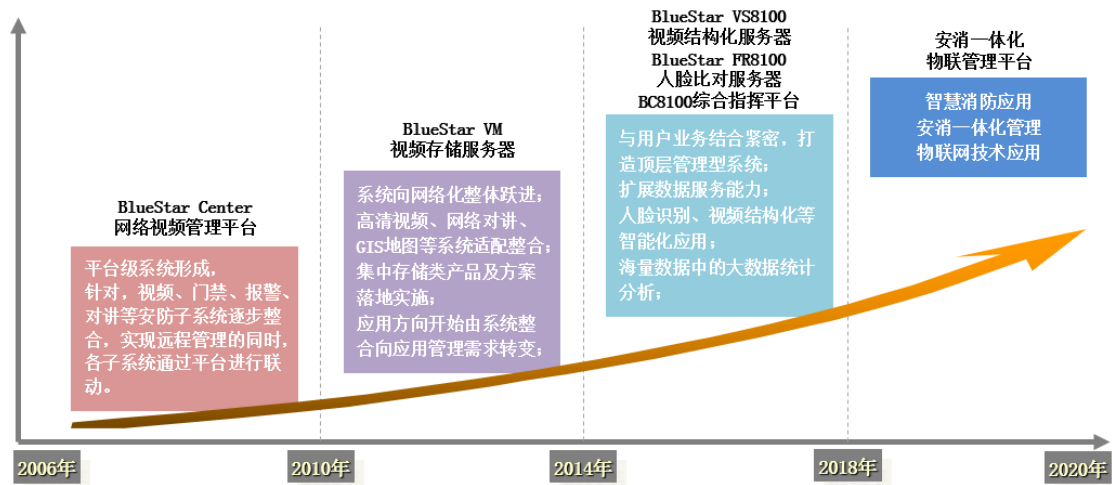 BlueStar Center
网络视频管理平台
平台级系统形成，
针对，视频、门禁、报警、
对讲等安防子系统逐步整
合，实现远程管理的同时，
各子系统通过平台进行联
动。
BlueStar VM
视频存储服务器
系统向网络化整体跃进；
高清视频、网络对讲、
GIS地图等系统适配整合；
集中存储类产品及方案
落地实施；
应用方向开始由系统整
合向应用管理需求转变；
BlueStar VS8100
视频结构化服务器
BlueStar FR8100
人脸比对服务器
BC8100综合指挥平台
与用户业务结合紧密，打
造顶层管理型系统；
扩展数据服务能力；
人脸识别、视频结构化等
智能化应用；
海量数据中的大数据统计
分析；
安消一体化
物联管理平台
智慧消防应用
安消一体化管理
物联网技术应用
2006年
2010年
2014年
2018年
2020年